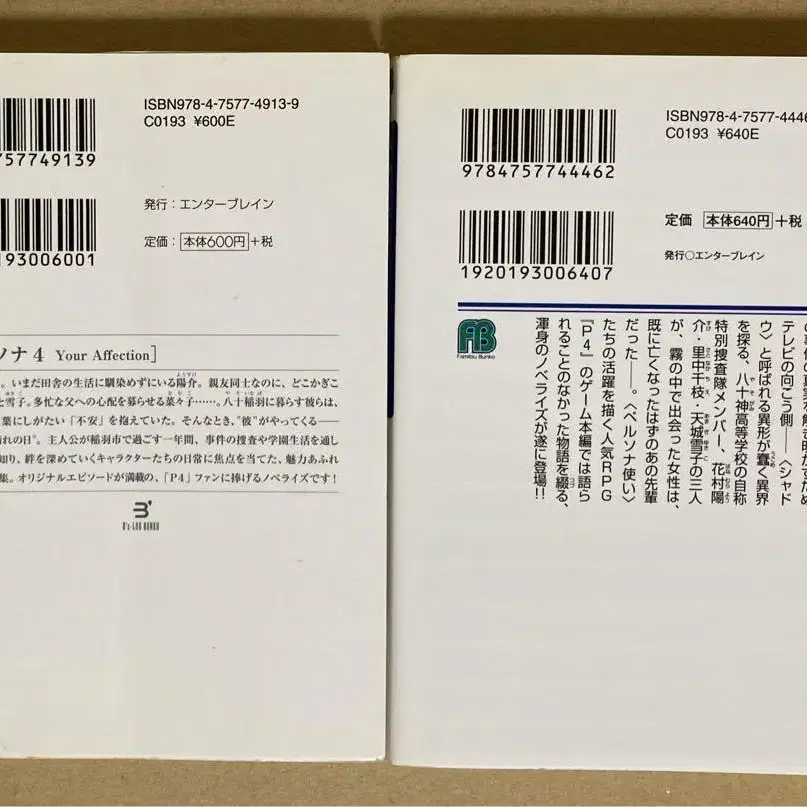 ISBN978-4-7577-4913-9
C0193 ¥600E
757749139
発行：エンターブレイン
定価：本体600円＋税
93006001
ソナ4 Your Affection］
。いまだ田舎の生活に馴染めずにいる陽介。親友同士なのに、どこかぎこ
と雪子。多忙な父への心配を募らせる菜々子……。八十稲羽に暮らす彼らは、
葉にしがたい「不安」を抱えていた。そんなとき、"彼"がやってくる──
れの日"。主人公が稲羽市で過ごす一年間、事件の捜査や学園生活を通し
知り、絆を深めていくキャラクターたちの日常に焦点を当てた、魅力あふれ
集。オリジナルエピソードが満載の、「P4」ファンに捧げるノベライズです！
B's-LOG BUNKO
ISBN978-4-7577-4446
C0193 ¥640E
9784757744462
定価 本体640円＋税
発行○エンターブレイン
1920193006407
FB
Famitsu Bunko
テレビの向こう側──〈シャド
ウ〉と呼ばれる異形が蠢く異界
を探る、八十神高等学校の自称
特別捜査隊メンバー、花村陽
介・里中千枝・天城雪子の三人
が、霧の中で出会った女性は、
既に亡くなったはずのあの先輩
だった──。〈ペルソナ使い〉
たちの活躍を描く人気RPG
『P4』のゲーム本編では語ら
れることのなかった物語を綴る、
渾身のノベライズが遂に登場!!